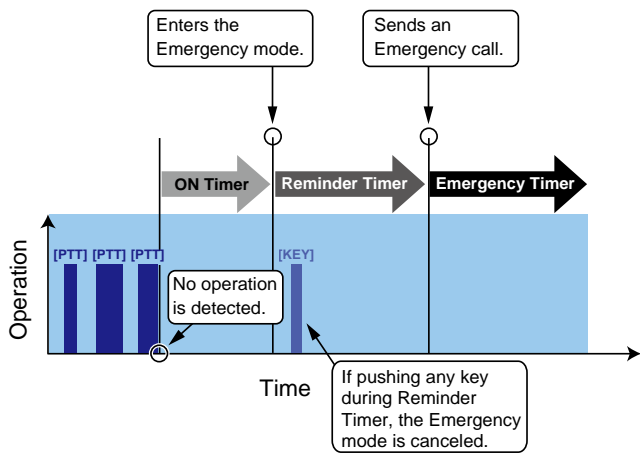 Enters the
Emergency mode.
Sends an
Emergency call.
ON Timer
Reminder Timer
Emergency Timer
Operation
[PTT] [PTT] [PTT]
[KEY]
No operation
is detected.
Time
If pushing any key
during Reminder
Timer, the Emergency
mode is canceled.